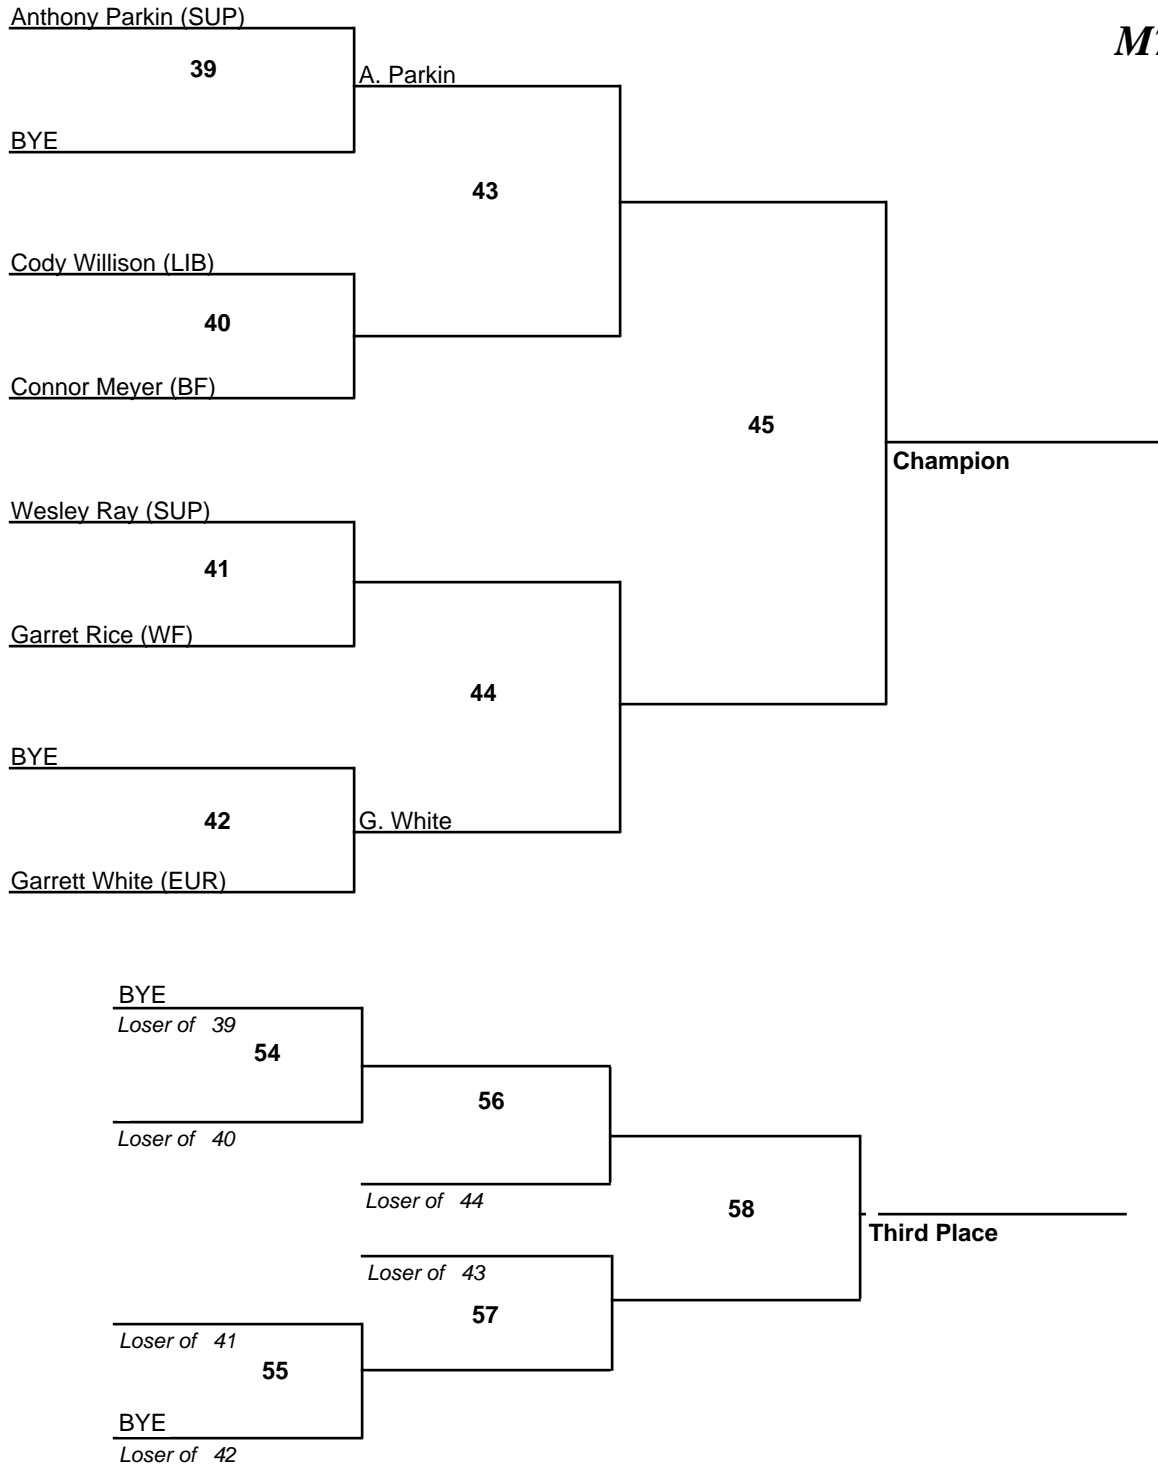 Anthony Parkin (SUP)
39
A. Parkin
BYE
43
Cody Willison (LIB)
40
Connor Meyer (BF)
45
Champion
Wesley Ray (SUP)
41
Garret Rice (WF)
44
BYE
42
G. White
Garrett White (EUR)
BYE
Loser of 39
54
56
Loser of 40
Loser of 44
58
Third Place
Loser of 43
57
Loser of 41
55
BYE
Loser of 42